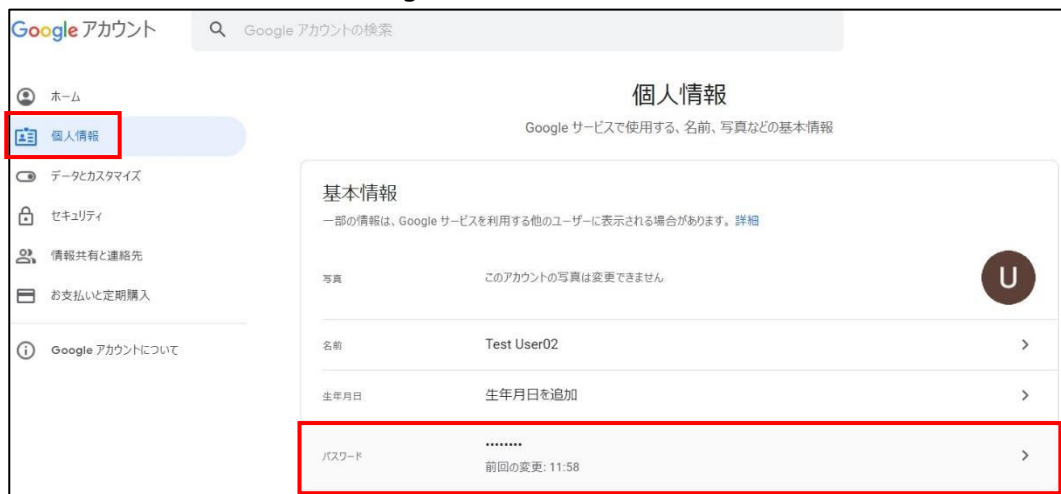 Google アカウント
Google アカウントの検索
ホーム
個人情報
データとカスタマイズ
セキュリティ
情報共有と連絡先
お支払いと定期購入
Google アカウントについて
個人情報
Google サービスで使用する、名前、写真などの基本情報
基本情報
一部の情報は、Google サービスを利用する他のユーザーに表示される場合があります。 詳細
写真 このアカウントの写真は変更できません U
名前 Test User02
生年月日 生年月日を追加
パスワード ••••••••
前回の変更: 11:58